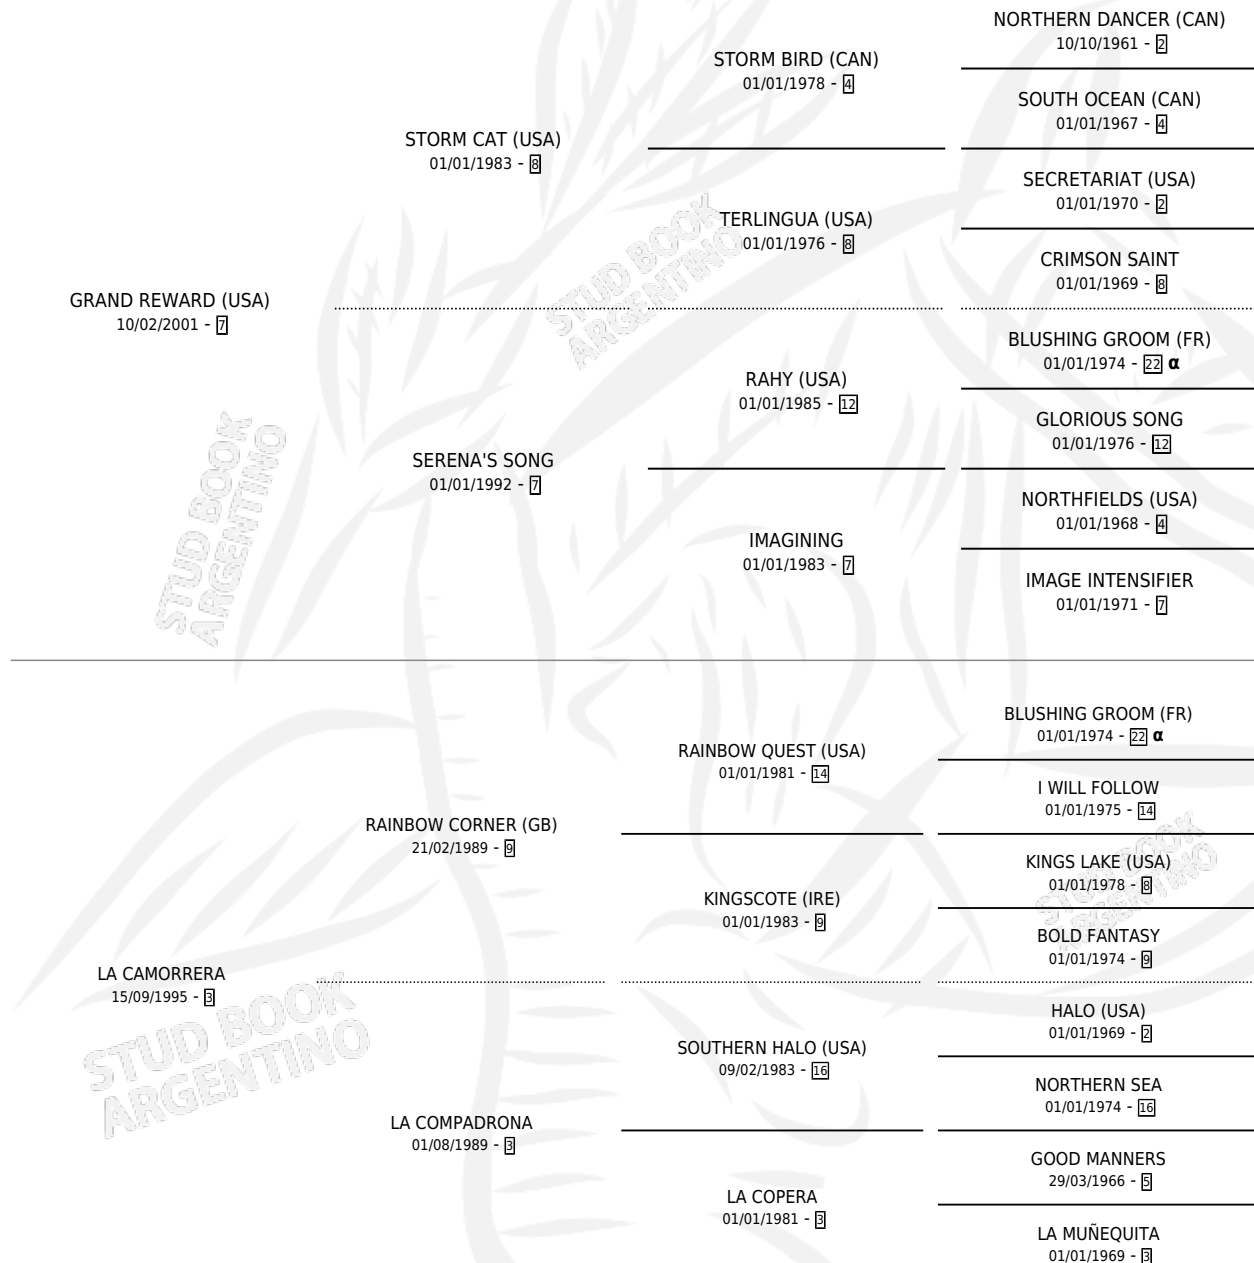 NORTHERN DANCER (CAN)
10/10/1961 - 2
STORM BIRD (CAN)
01/01/1978 - 4
SOUTH OCEAN (CAN)
01/01/1967 - 4
STORM CAT (USA)
01/01/1983 - 8
SECRETARIAT (USA)
01/01/1970 - 2
TERLINGUA (USA)
01/01/1976 - 8
CRIMSON SAINT
01/01/1969 - 8
STUD BOOK
ARGENTINO
GRAND REWARD (USA)
10/02/2001 - 7
BLUSHING GROOM (FR)
01/01/1974 - 22 α
RAHY (USA)
01/01/1985 - 12
GLORIOUS SONG
01/01/1976 - 12
SERENA'S SONG
01/01/1992 - 7
NORTHFIELDS (USA)
01/01/1968 - 4
IMAGINING
01/01/1983 - 7
IMAGE INTENSIFIER
01/01/1971 - 7
STUD BOOK
ARGENTINO
BLUSHING GROOM (FR)
01/01/1974 - 22 α
RAINBOW QUEST (USA)
01/01/1981 - 14
I WILL FOLLOW
01/01/1975 - 14
RAINBOW CORNER (GB)
21/02/1989 - 9
KINGS LAKE (USA)
01/01/1978 - 8
STUD BOOK
ARGENTINO
KINGSCOTE (IRE)
01/01/1983 - 9
BOLD FANTASY
01/01/1974 - 9
LA CAMORRERA
15/09/1995 - 3
STUD BOOK
ARGENTINO
HALO (USA)
01/01/1969 - 2
SOUTHERN HALO (USA)
09/02/1983 - 16
NORTHERN SEA
01/01/1974 - 16
LA COMPADRONA
01/08/1989 - 3
GOOD MANNERS
29/03/1966 - 5
LA COPERA
01/01/1981 - 3
LA MUÑEQUITA
01/01/1969 - 3